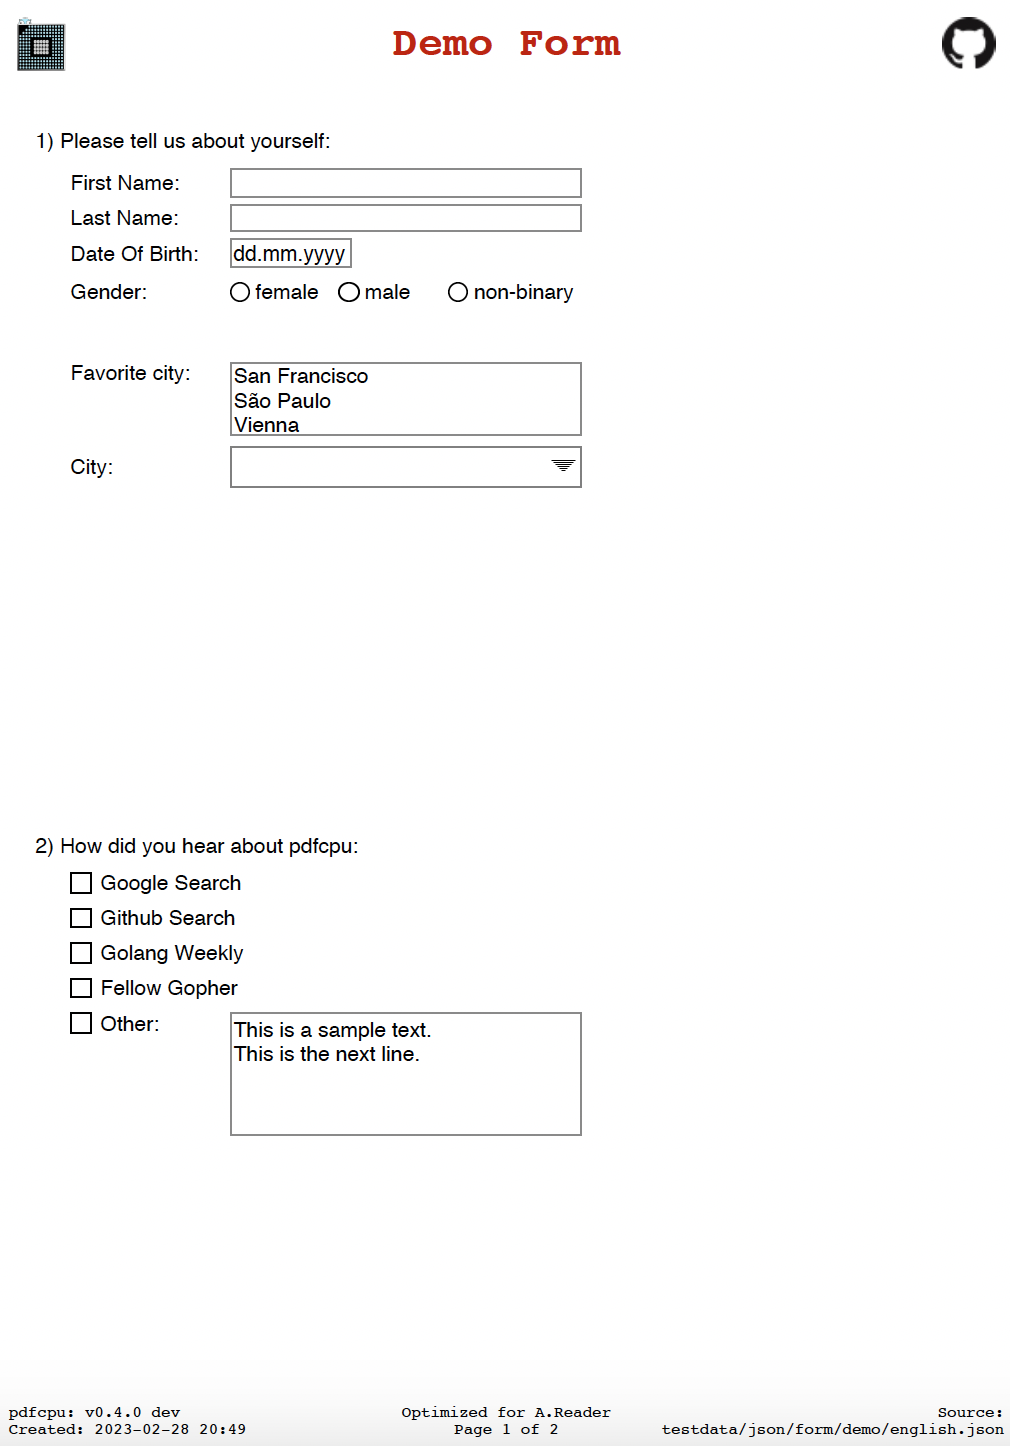 Demo Form
1) Please tell us about yourself:
First Name:
Last Name:
Date Of Birth: dd.mm.yyyy
Gender: female male non-binary
Favorite city: San Francisco
São Paulo
Vienna
City:
2) How did you hear about pdfcpu:
Google Search
Github Search
Golang Weekly
Fellow Gopher
Other: This is a sample text.
This is the next line.
pdfcpu: v0.4.0 dev Optimized for A.Reader Source:
Created: 2023-02-28 20:49 Page 1 of 2 testdata/json/form/demo/english.json